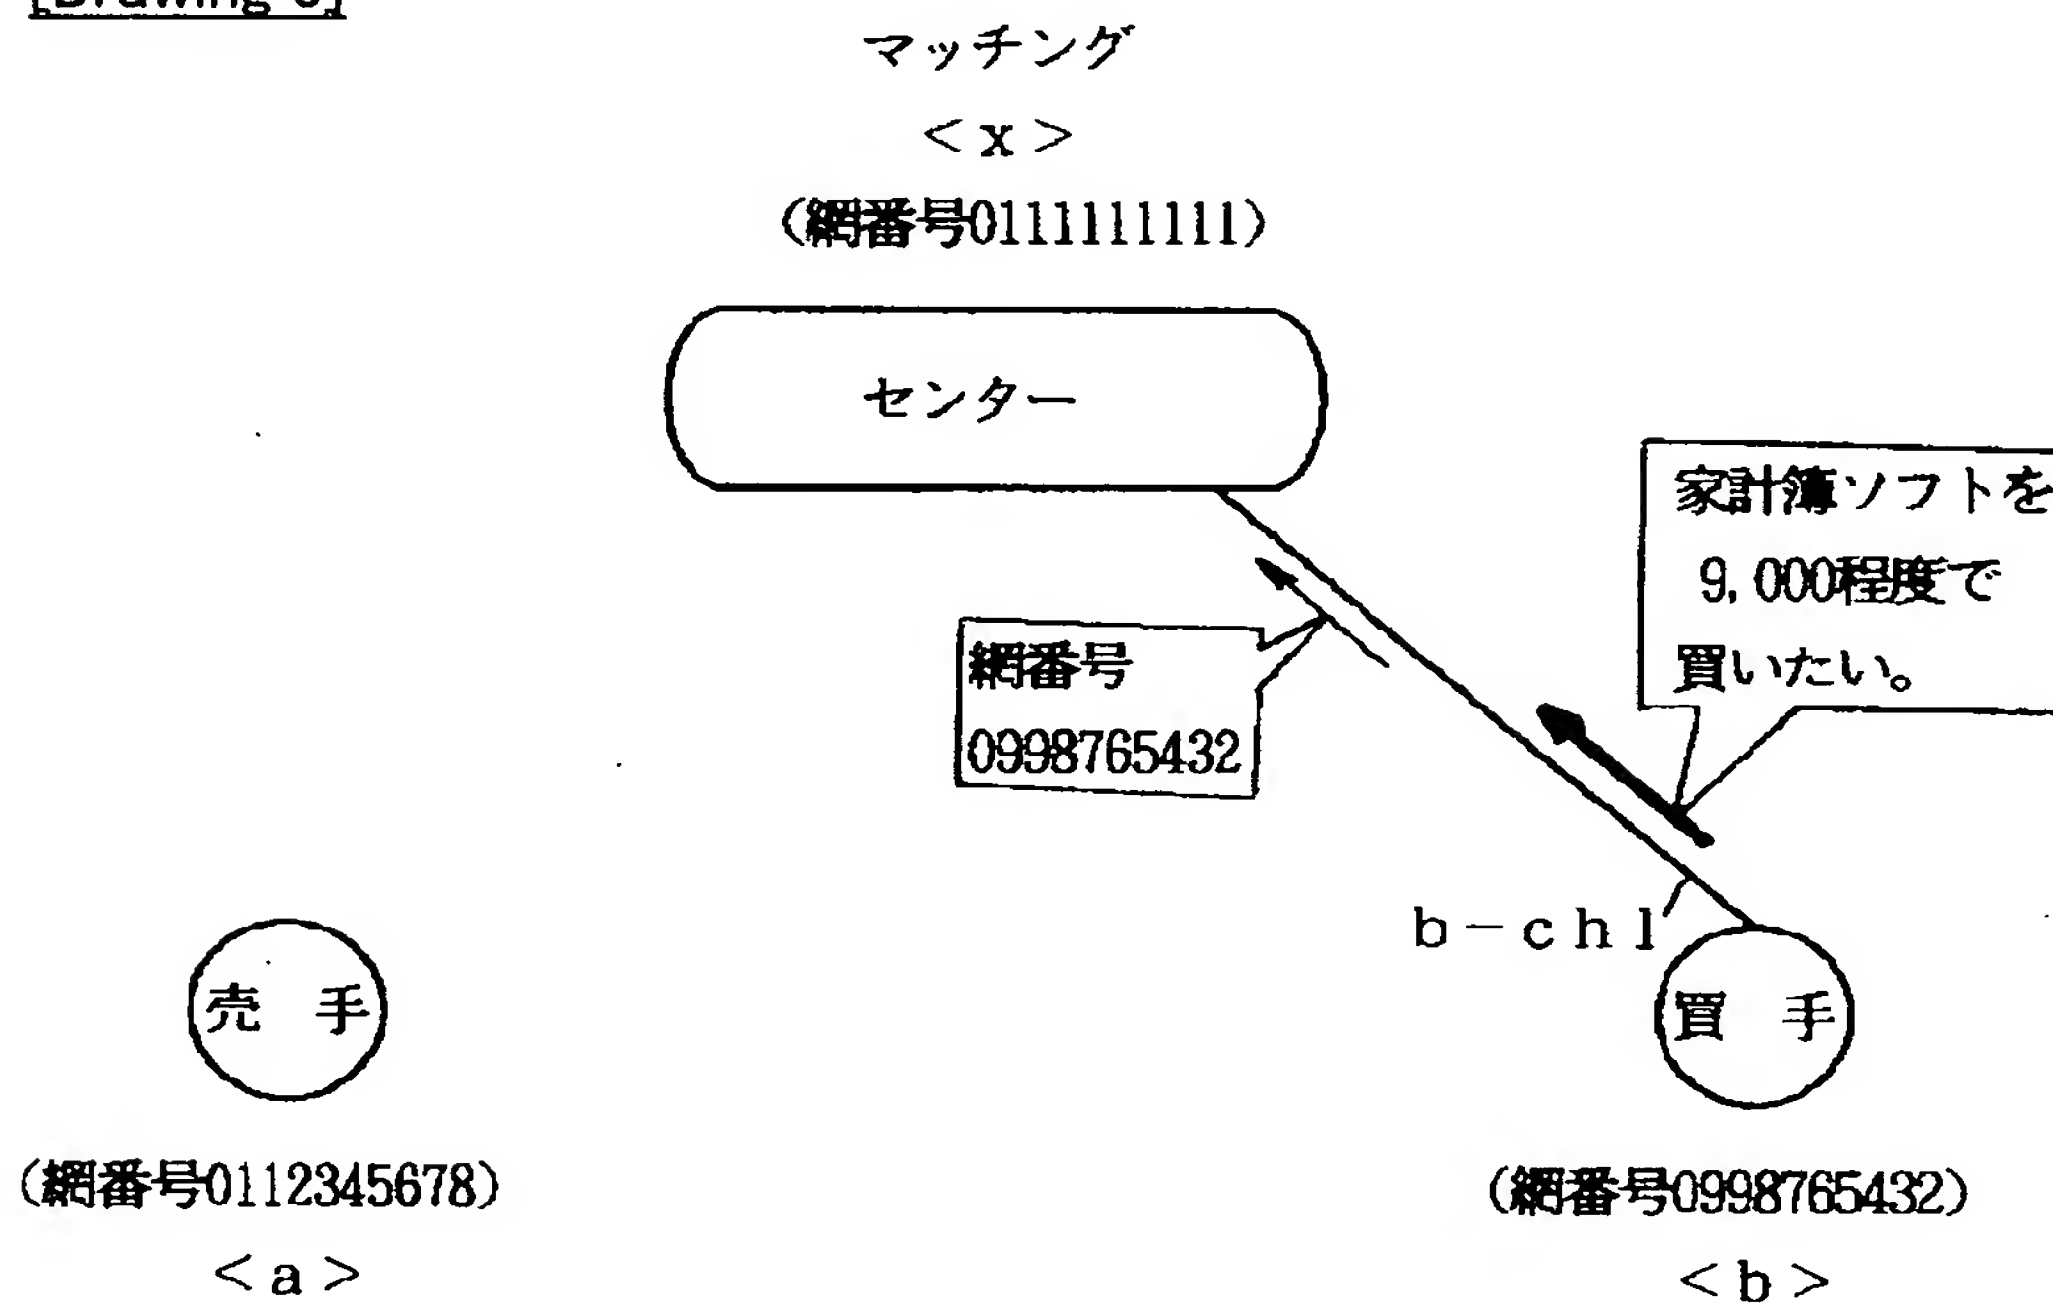 マッチング
<x>
(網番号0111111111)
センター
家計簿ソフトを
9,000程度で
買いたい。
網番号
0998765432
b-chl
売 手
買 手
(網番号0112345678)
(網番号0998765432)
<a>
<b>